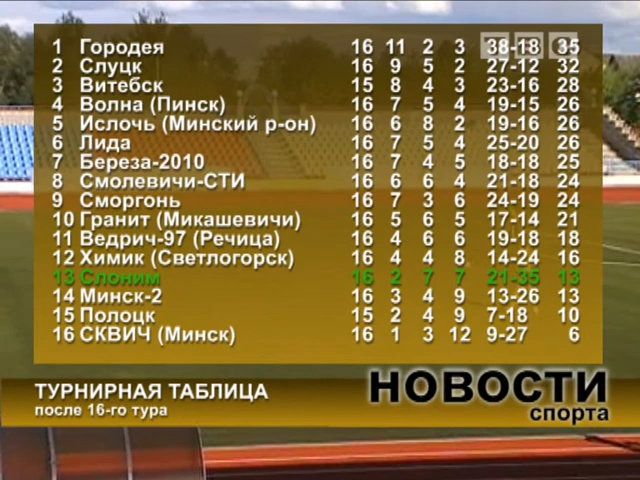 1 Городея 16 11 2 3 38-18 35
2 Слуцк 16 9 5 2 27-12 32
3 Витебск 15 8 4 3 23-16 28
4 Волна (Пинск) 16 7 5 4 19-15 26
5 Ислочь (Минский р-он) 16 6 8 2 19-16 26
6 Лида 16 7 5 4 25-20 26
7 Береза-2010 16 7 4 5 18-18 25
8 Смолевичи-СТИ 16 6 6 4 21-18 24
9 Сморгонь 16 7 3 6 24-19 24
10 Гранит (Микашевичи) 16 5 6 5 17-14 21
11 Ведрич-97 (Речица) 16 4 6 6 19-18 18
12 Химик (Светлогорск) 16 4 4 8 14-24 16
13 Слоним 16 2 7 7 21-35 13
14 Минск-2 16 3 4 9 13-26 13
15 Полоцк 15 2 4 9 7-18 10
16 СКВИЧ (Минск) 16 1 3 12 9-27 6
ТУРНИРНАЯ ТАБЛИЦА
после 16-го тура
НОВОСТИ
спорта